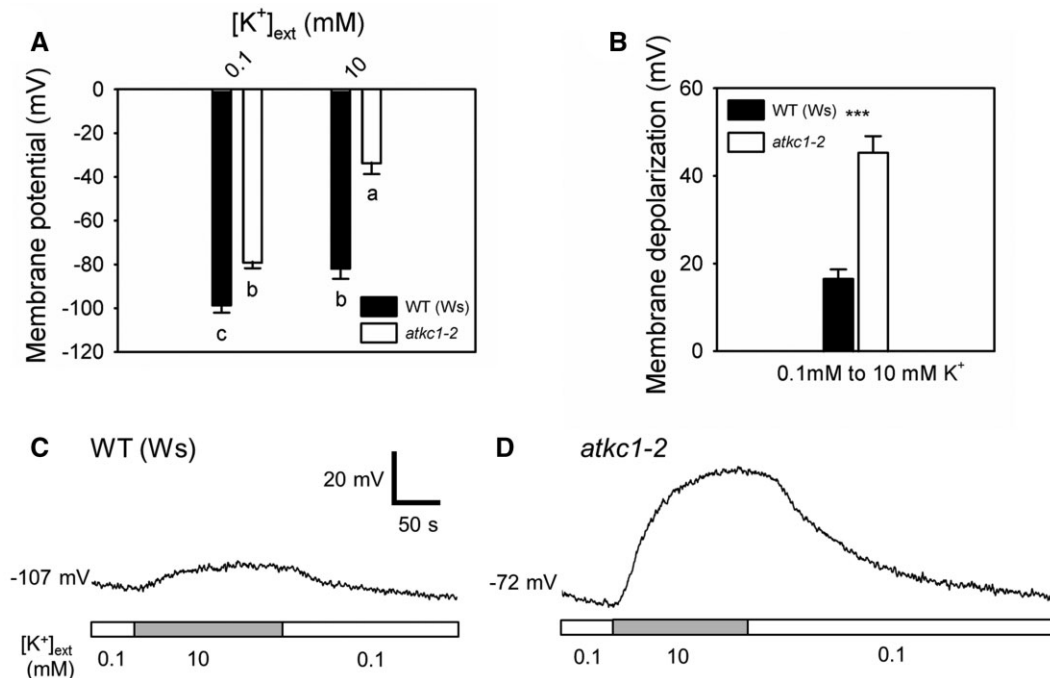 A
[K+]ext (mM)
0.1
10
Membrane potential (mV)
0
-20
-40
-60
-80
-100
-120
c
b
b
a
WT (Ws)
atkc1-2
B
Membrane depolarization (mV)
60
40
20
0
WT (Ws)
atkc1-2
***
0.1mM to 10 mM K+
C WT (Ws)
20 mV
50 s
-107 mV
[K+]ext
(mM)
0.1 10 0.1
D atkc1-2
-72 mV
0.1 10 0.1